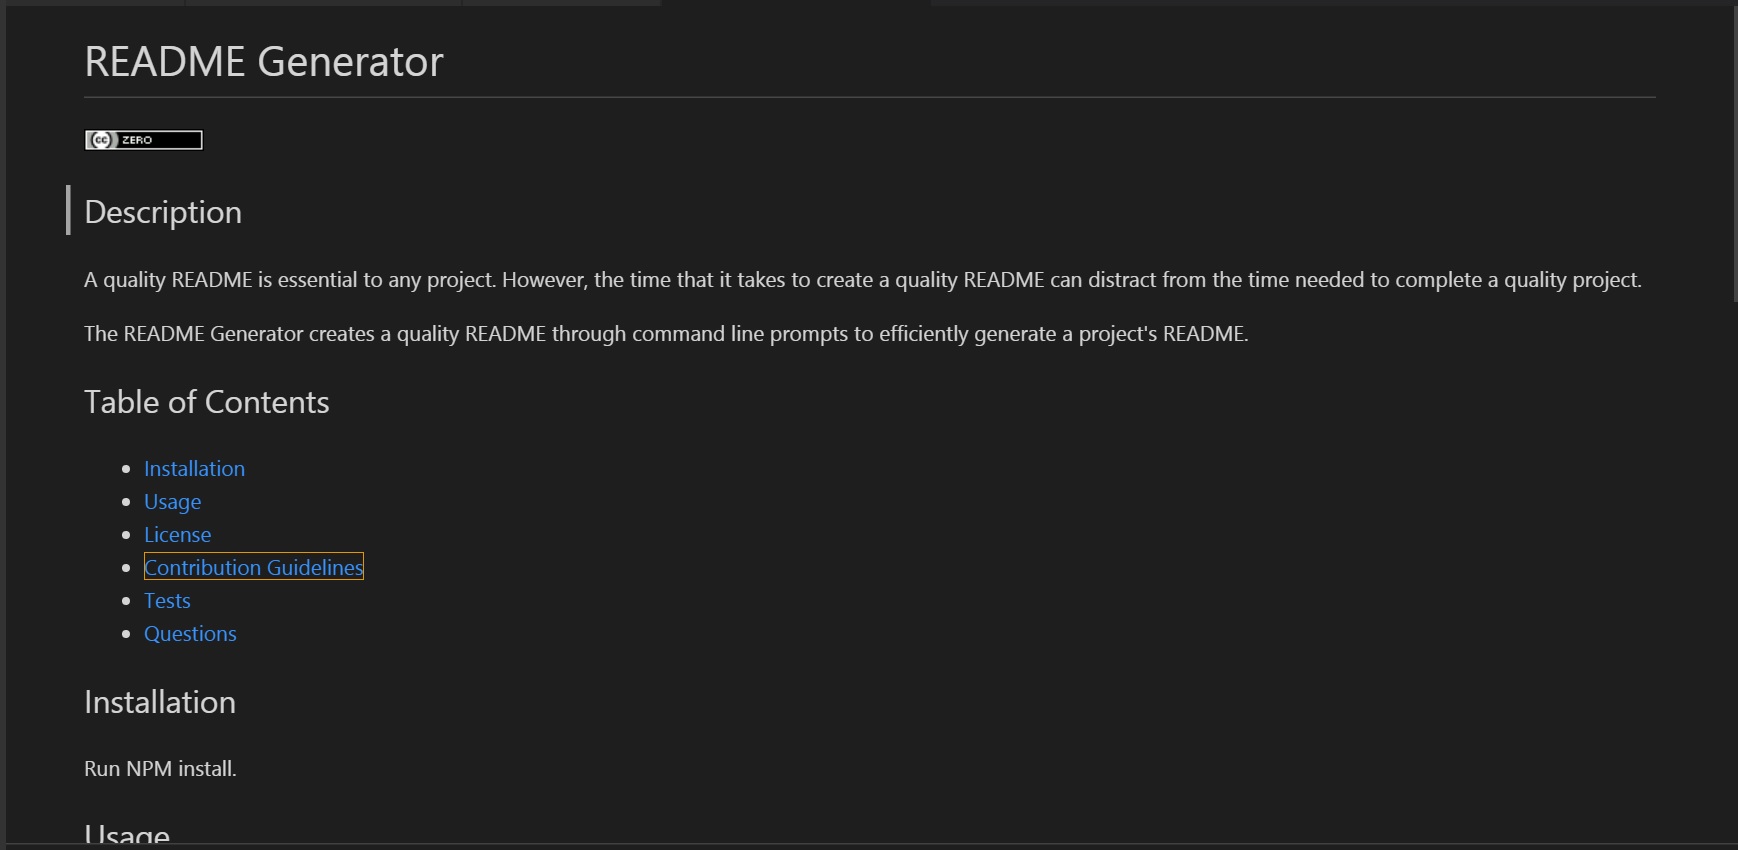 README Generator
cc ZERO
Description
A quality README is essential to any project. However, the time that it takes to create a quality README can distract from the time needed to complete a quality project.
The README Generator creates a quality README through command line prompts to efficiently generate a project's README.
Table of Contents
Installation
Usage
License
Contribution Guidelines
Tests
Questions
Installation
Run NPM install.
Usage